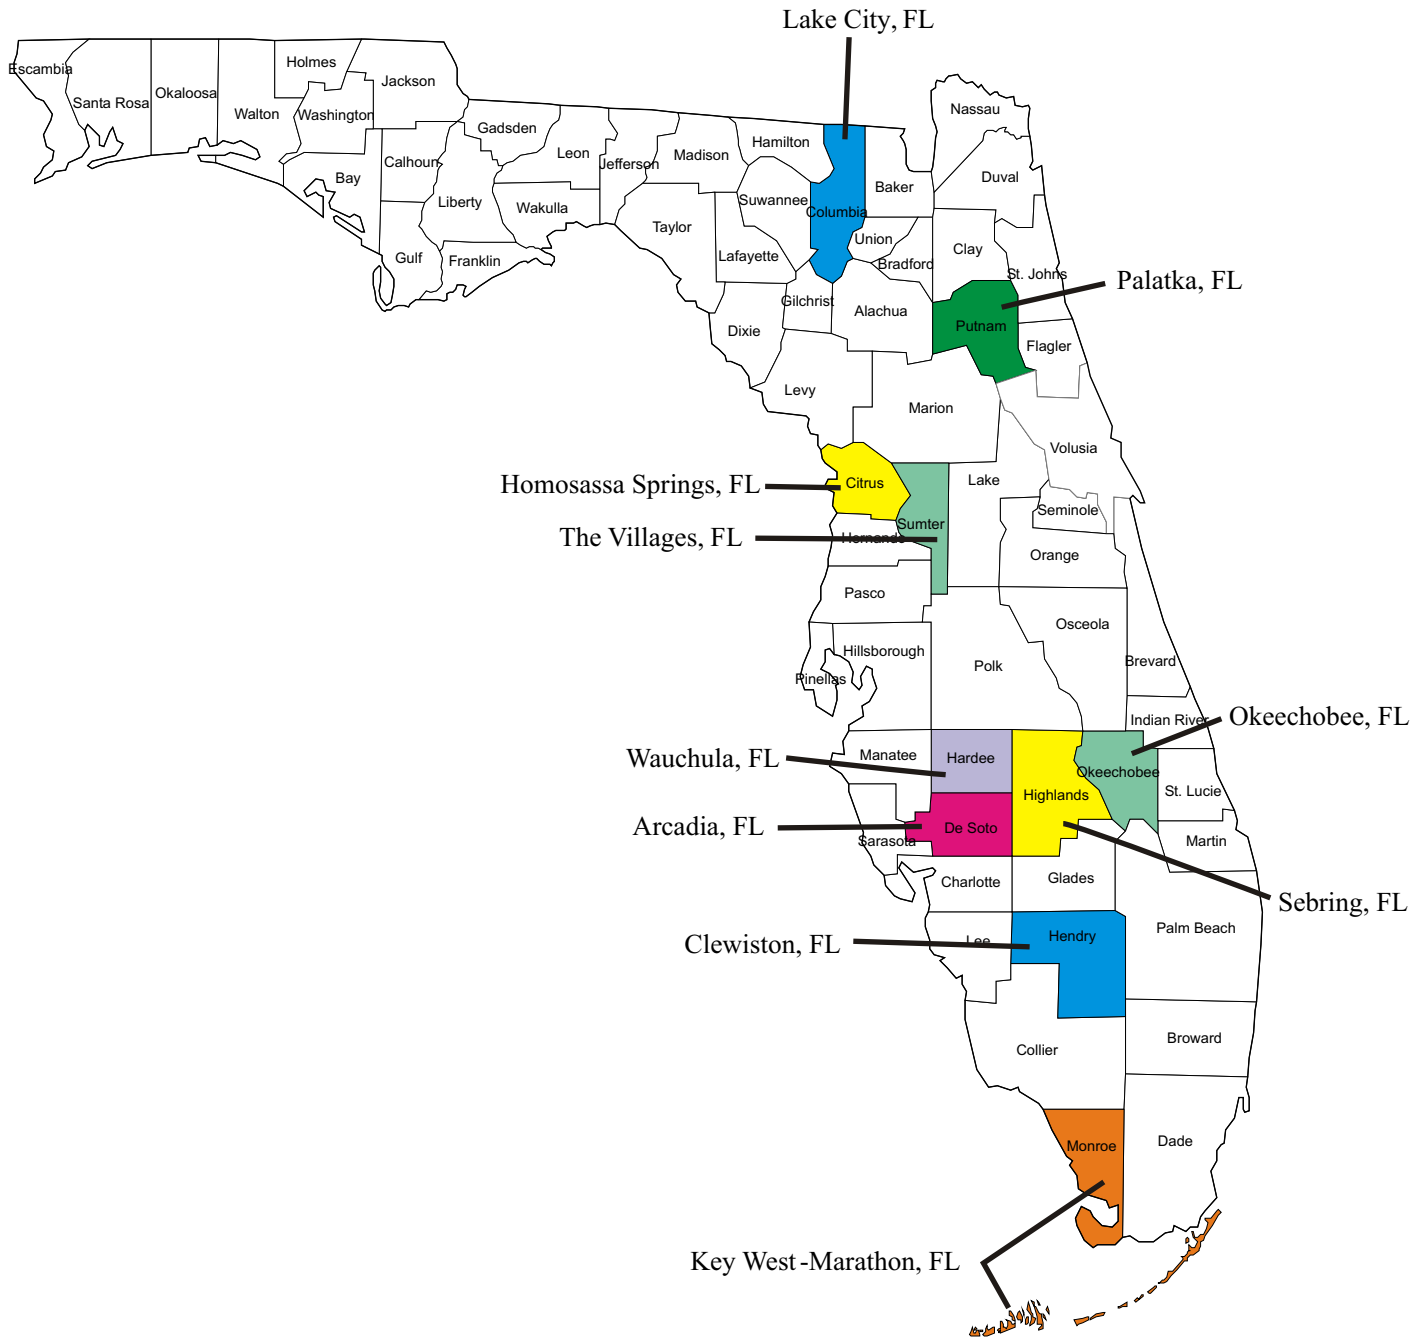 Lake City, FL
Escambia
Santa Rosa
Okaloosa
Walton
Holmes
Washington
Jackson
Bay
Calhoun
Gulf
Liberty
Gadsden
Franklin
Leon
Wakulla
Jefferson
Madison
Taylor
Hamilton
Suwannee
Lafayette
Columbia
Baker
Nassau
Duval
Union
Bradford
Clay
St. Johns
Palatka, FL
Gilchrist
Alachua
Putnam
Dixie
Flagler
Levy
Marion
Volusia
Homosassa Springs, FL
Citrus
Lake
Sumter
Seminole
The Villages, FL
Hernando
Orange
Pasco
Osceola
Hillsborough
Polk
Brevard
Pinellas
Indian River
Okeechobee, FL
Wauchula, FL
Manatee
Hardee
Okeechobee
Highlands
St. Lucie
Arcadia, FL
De Soto
Sarasota
Martin
Charlotte
Glades
Sebring, FL
Clewiston, FL
Lee
Hendry
Palm Beach
Collier
Broward
Monroe
Dade
Key West-Marathon, FL